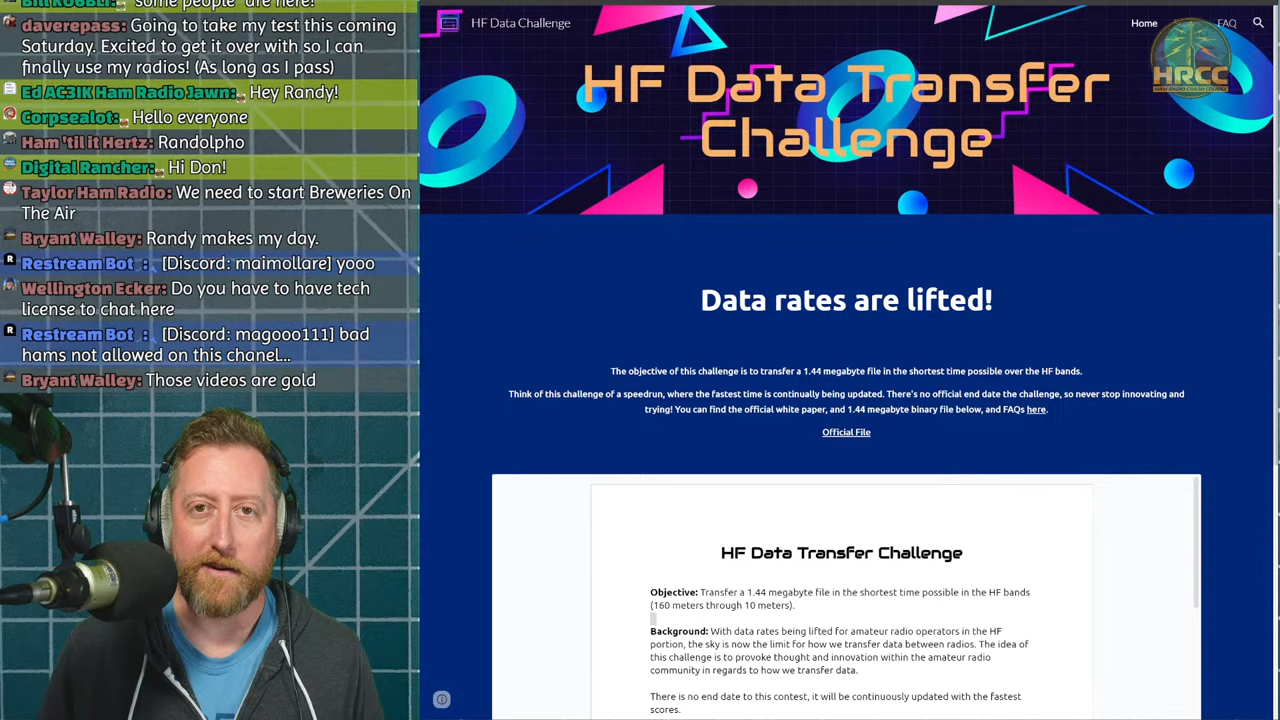 some people are here!
daverepass: Going to take my test this coming
Saturday. Excited to get it over with so I can
finally use my radios! (As long as I pass)
Ed AC3IK Ham Radio Jawn: Hey Randy!
Corpsealot: Hello everyone
Ham 'til it Hertz: Randolpho
Digital Rancher: Hi Don!
Taylor Ham Radio: We need to start Breweries On
The Air
Bryant Walley: Randy makes my day.
Restream Bot : [Discord: maimollare] yooo
Wellington Ecker: Do you have to have tech
license to chat here
Restream Bot : [Discord: magooo111] bad
hams not allowed on this chanel...
Bryant Walley: Those videos are gold
HF Data Challenge
Home
FAQ
HRCC
HAM RADIO CRASH COURSE
HF Data Transfer
Challenge
Data rates are lifted!
The objective of this challenge is to transfer a 1.44 megabyte file in the shortest time possible over the HF bands.
Think of this challenge of a speedrun, where the fastest time is continually being updated. There's no official end date the challenge, so never stop innovating and
trying! You can find the official white paper, and 1.44 megabyte binary file below, and FAQs here.
Official File
HF Data Transfer Challenge
Objective: Transfer a 1.44 megabyte file in the shortest time possible in the HF bands
(160 meters through 10 meters).
Background: With data rates being lifted for amateur radio operators in the HF
portion, the sky is now the limit for how we transfer data between radios. The idea of
this challenge is to provoke thought and innovation within the amateur radio
community in regards to how we transfer data.
There is no end date to this contest, it will be continuously updated with the fastest
scores.